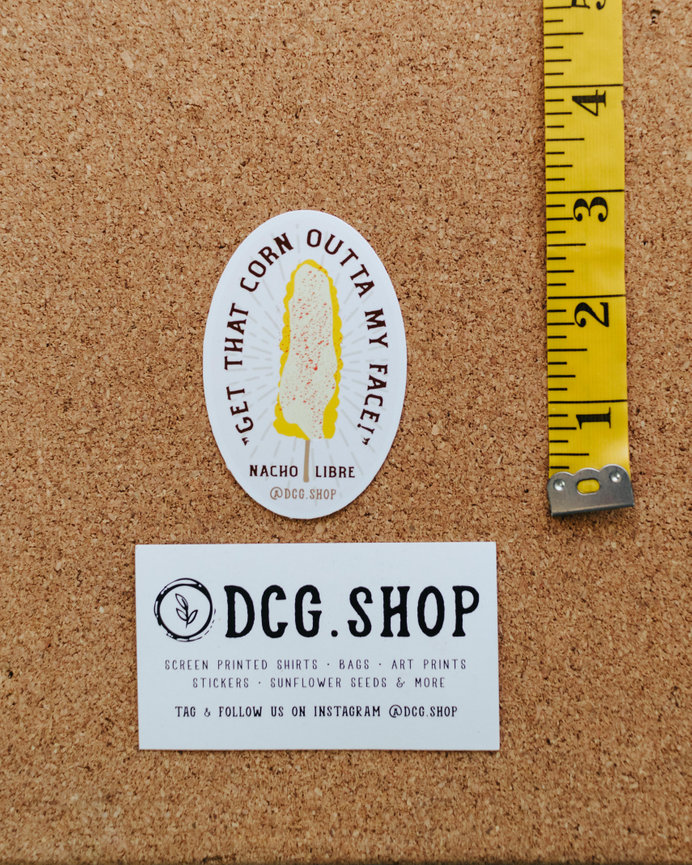 "GET THAT CORN OUTTA MY FACE!"
NACHO LIBRE
@DCG.SHOP
5
4
3
2
1
DCG.SHOP
SCREEN PRINTED SHIRTS · BAGS · ART PRINTS
STICKERS · SUNFLOWER SEEDS & MORE
TAG & FOLLOW US ON INSTAGRAM @DCG.SHOP